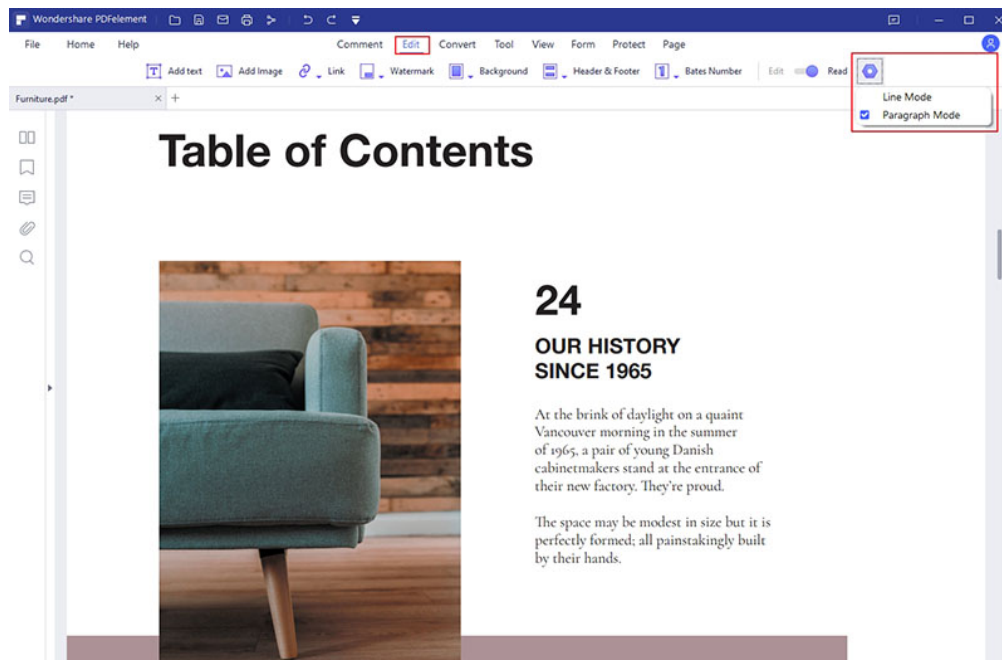 Wondershare PDFelement
File Home Help Comment Edit Convert Tool View Form Protect Page
Add text Add Image Link Watermark Background Header & Footer Bates Number Edit Read
Line Mode
Paragraph Mode
Furniture.pdf * × +
Table of Contents
24
OUR HISTORY
SINCE 1965
At the brink of daylight on a quaint
Vancouver morning in the summer
of 1965, a pair of young Danish
cabinetmakers stand at the entrance of
their new factory. They're proud.
The space may be modest in size but it is
perfectly formed; all painstakingly built
by their hands.